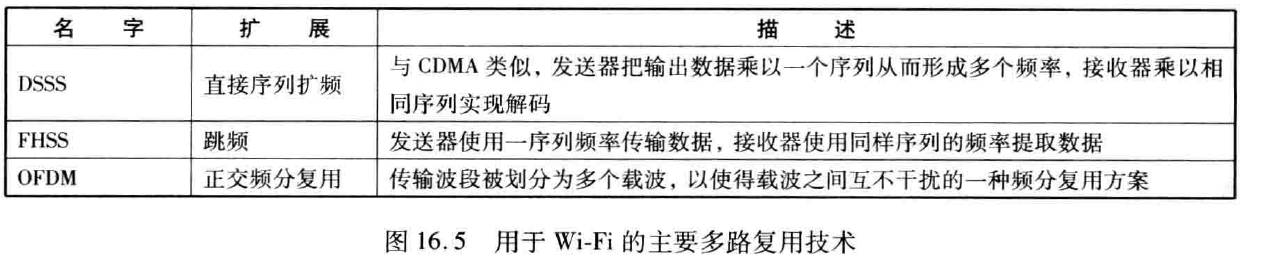 名 字 扩 展 描 述
DSSS 直接序列扩频 与 CDMA 类似，发送器把输出数据乘以一个序列从而形成多个频率，接收器乘以相
同序列实现解码
FHSS 跳频 发送器使用一序列频率传输数据，接收器使用同样序列的频率提取数据
OFDM 正交频分复用 传输波段被划分为多个载波，以使得载波之间互不干扰的一种频分复用方案
图 16.5 用于 Wi-Fi 的主要多路复用技术